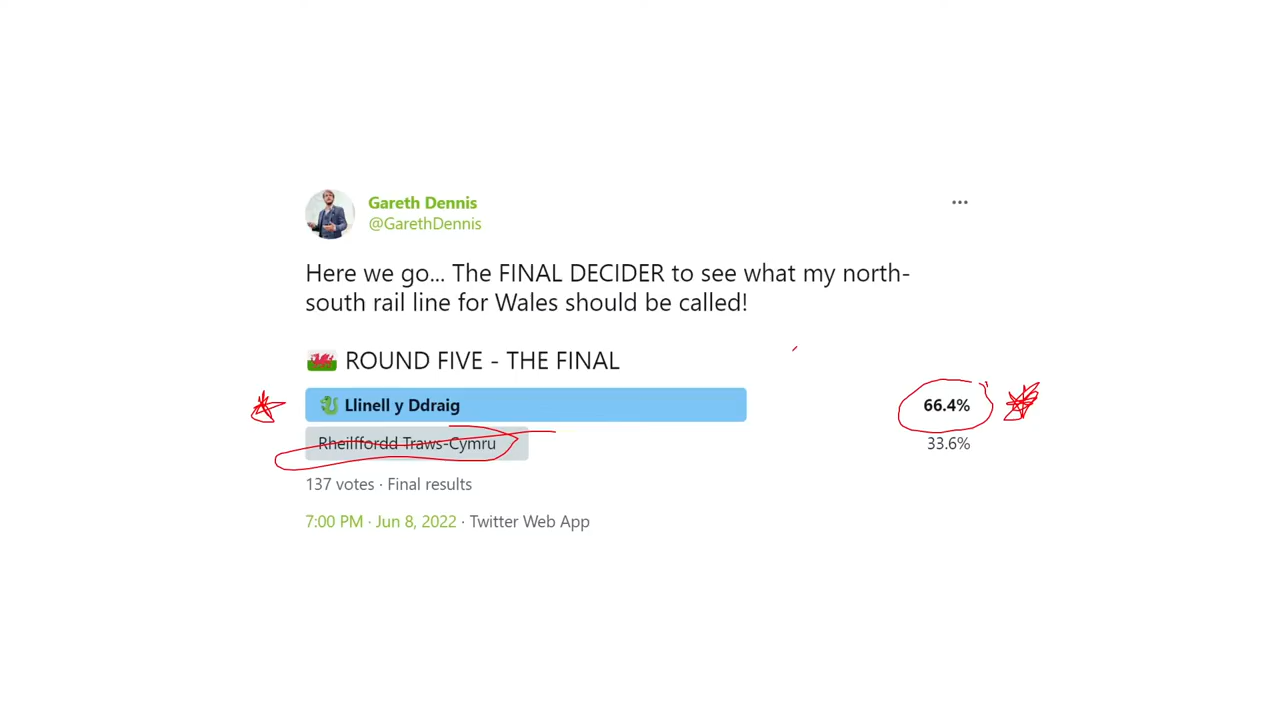 Gareth Dennis
@GarethDennis
Here we go... The FINAL DECIDER to see what my north-
south rail line for Wales should be called!
ROUND FIVE - THE FINAL
Llinell y Ddraig 66.4%
Rheilffordd Traws-Cymru 33.6%
137 votes · Final results
7:00 PM · Jun 8, 2022 · Twitter Web App